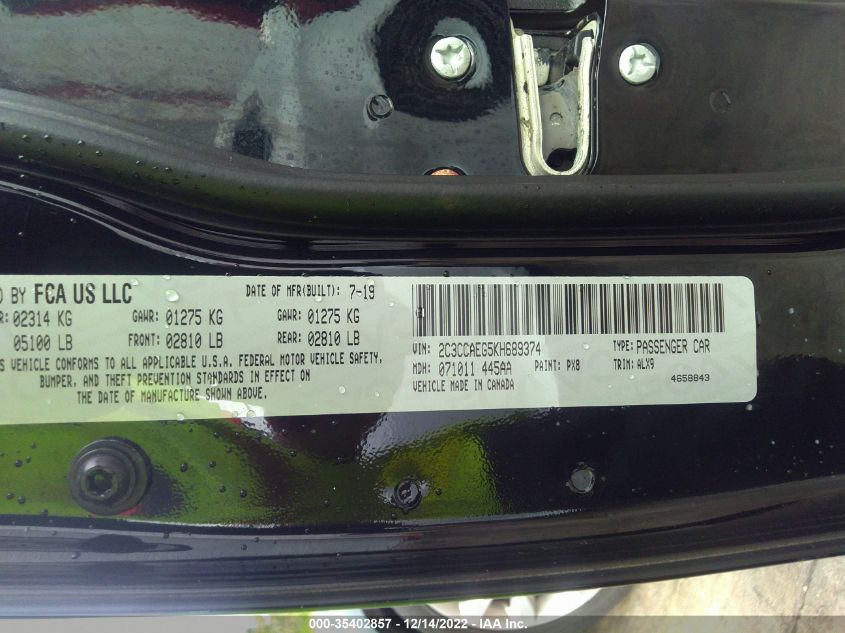 D BY FCA US LLC DATE OF MFR(BUILT): 7-19
02314 KG GAWR: 01275 KG GAWR: 01275 KG
05100 LB FRONT: 02810 LB REAR: 02810 LB
S VEHICLE CONFORMS TO ALL APPLICABLE U.S.A. FEDERAL MOTOR VEHICLE SAFETY,
BUMPER, AND THEFT PREVENTION STANDARDS IN EFFECT ON
THE DATE OF MANUFACTURE SHOWN ABOVE.
VIN: 2C3CCAEG5KH689374 TYPE: PASSENGER CAR
MDH: 071011 445AA PAINT: PX8 TRIM: ALX9
VEHICLE MADE IN CANADA 4658843
000-35402857 - 12/14/2022 - IAAI.COM